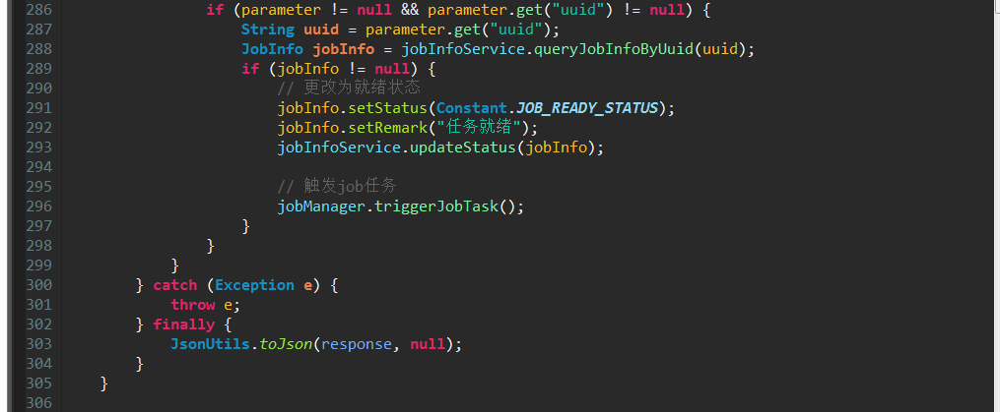 286 if (parameter != null && parameter.get("uuid") != null) {
287 String uuid = parameter.get("uuid");
288 JobInfo jobInfo = jobInfoService.queryJobInfoByUuid(uuid);
289 if (jobInfo != null) {
290 // 更改为就绪状态
291 jobInfo.setStatus(Constant.JOB_READY_STATUS);
292 jobInfo.setRemark("任务就绪");
293 jobInfoService.updateStatus(jobInfo);
294
295 // 触发job任务
296 jobManager.triggerJobTask();
297 }
298 }
299 }
300 } catch (Exception e) {
301 throw e;
302 } finally {
303 JsonUtils.toJson(response, null);
304 }
305 }
306